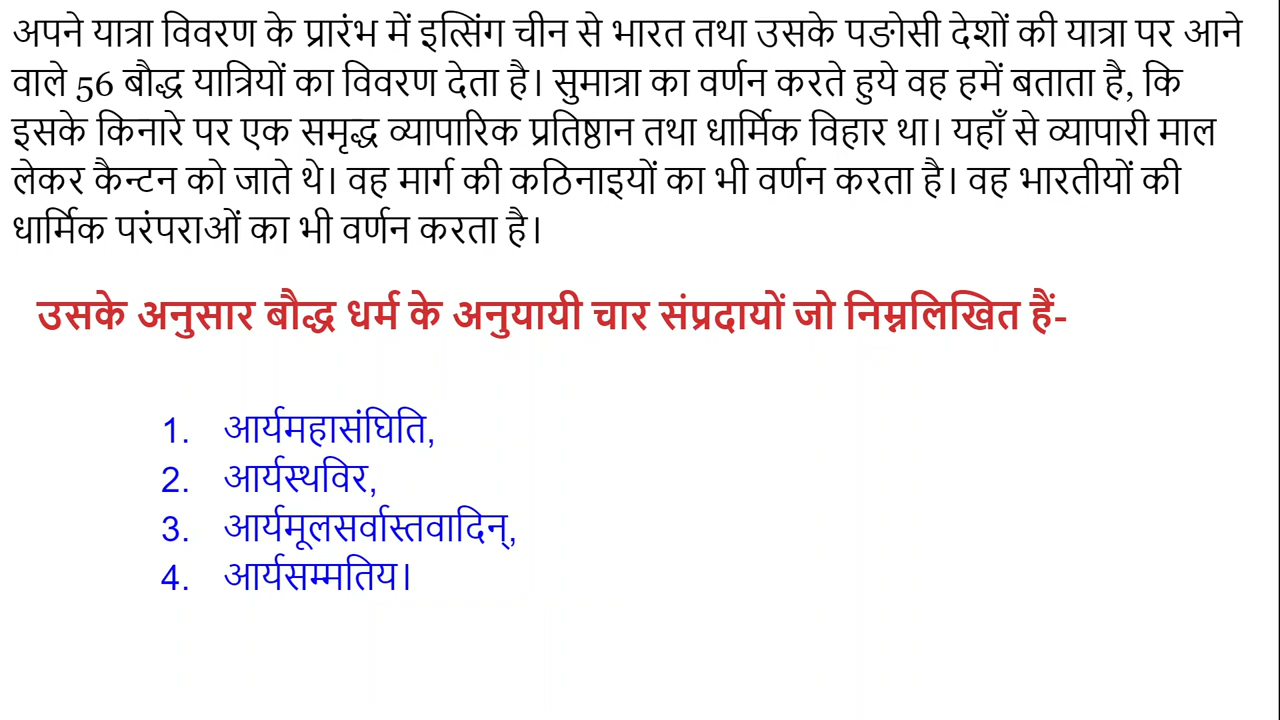 अपने यात्रा विवरण के प्रारंभ में इत्सिंग चीन से भारत तथा उसके पङोसी देशों की यात्रा पर आने
वाले 56 बौद्ध यात्रियों का विवरण देता है। सुमात्रा का वर्णन करते हुये वह हमें बताता है, कि
इसके किनारे पर एक समृद्ध व्यापारिक प्रतिष्ठान तथा धार्मिक विहार था। यहाँ से व्यापारी माल
लेकर कैन्टन को जाते थे। वह मार्ग की कठिनाइयों का भी वर्णन करता है। वह भारतीयों की
धार्मिक परंपराओं का भी वर्णन करता है।
उसके अनुसार बौद्ध धर्म के अनुयायी चार संप्रदायों जो निम्नलिखित हैं-
1. आर्यमहासंघिति,
2. आर्यस्थविर,
3. आर्यमूलसर्वास्तवादिन्,
4. आर्यसम्मतिय।